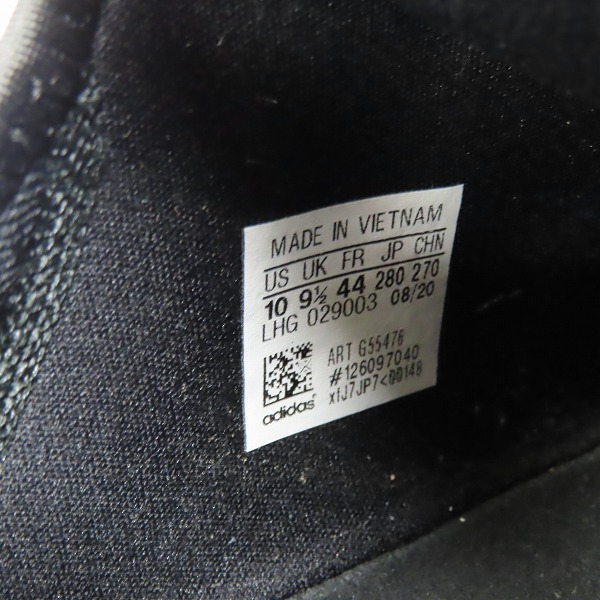 MADE IN VIETNAM
US UK FR JP CHN
10 9½ 44 280 270
LHG 029003 08/20
ART G55476
#126097040
xfJ7JP7<00148
adidas